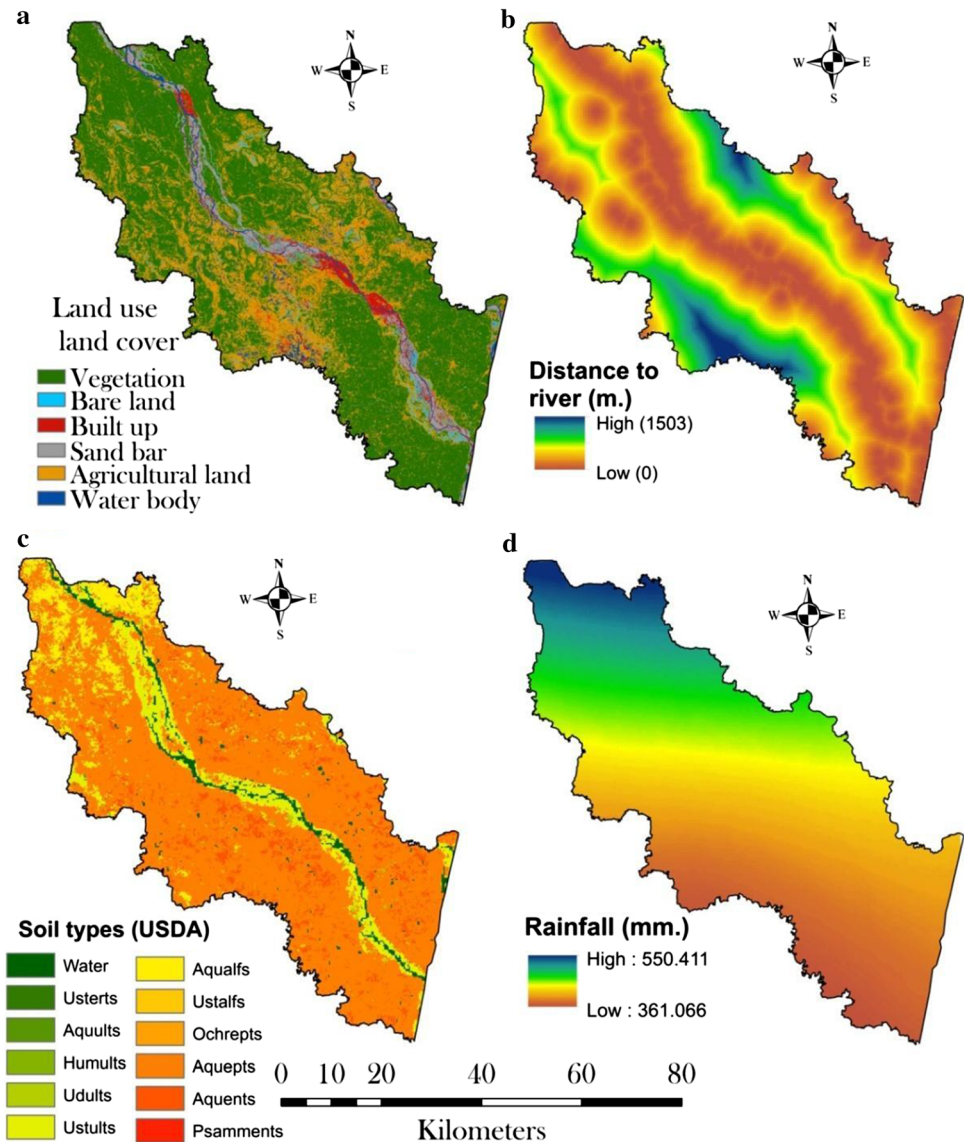 a
N
W
E
S
Land use
land cover
Vegetation
Bare land
Built up
Sand bar
Agricultural land
Water body
b
N
W
E
S
Distance to
river (m.)
High (1503)
Low (0)
c
N
W
E
S
Soil types (USDA)
Water
Usterts
Aquults
Humults
Udults
Ustults
Aqualfs
Ustalfs
Ochrepts
Aquepts
Aquents
Psamments
d
N
W
E
S
Rainfall (mm.)
High : 550.411
Low : 361.066
0 10 20 40 60 80
Kilometers